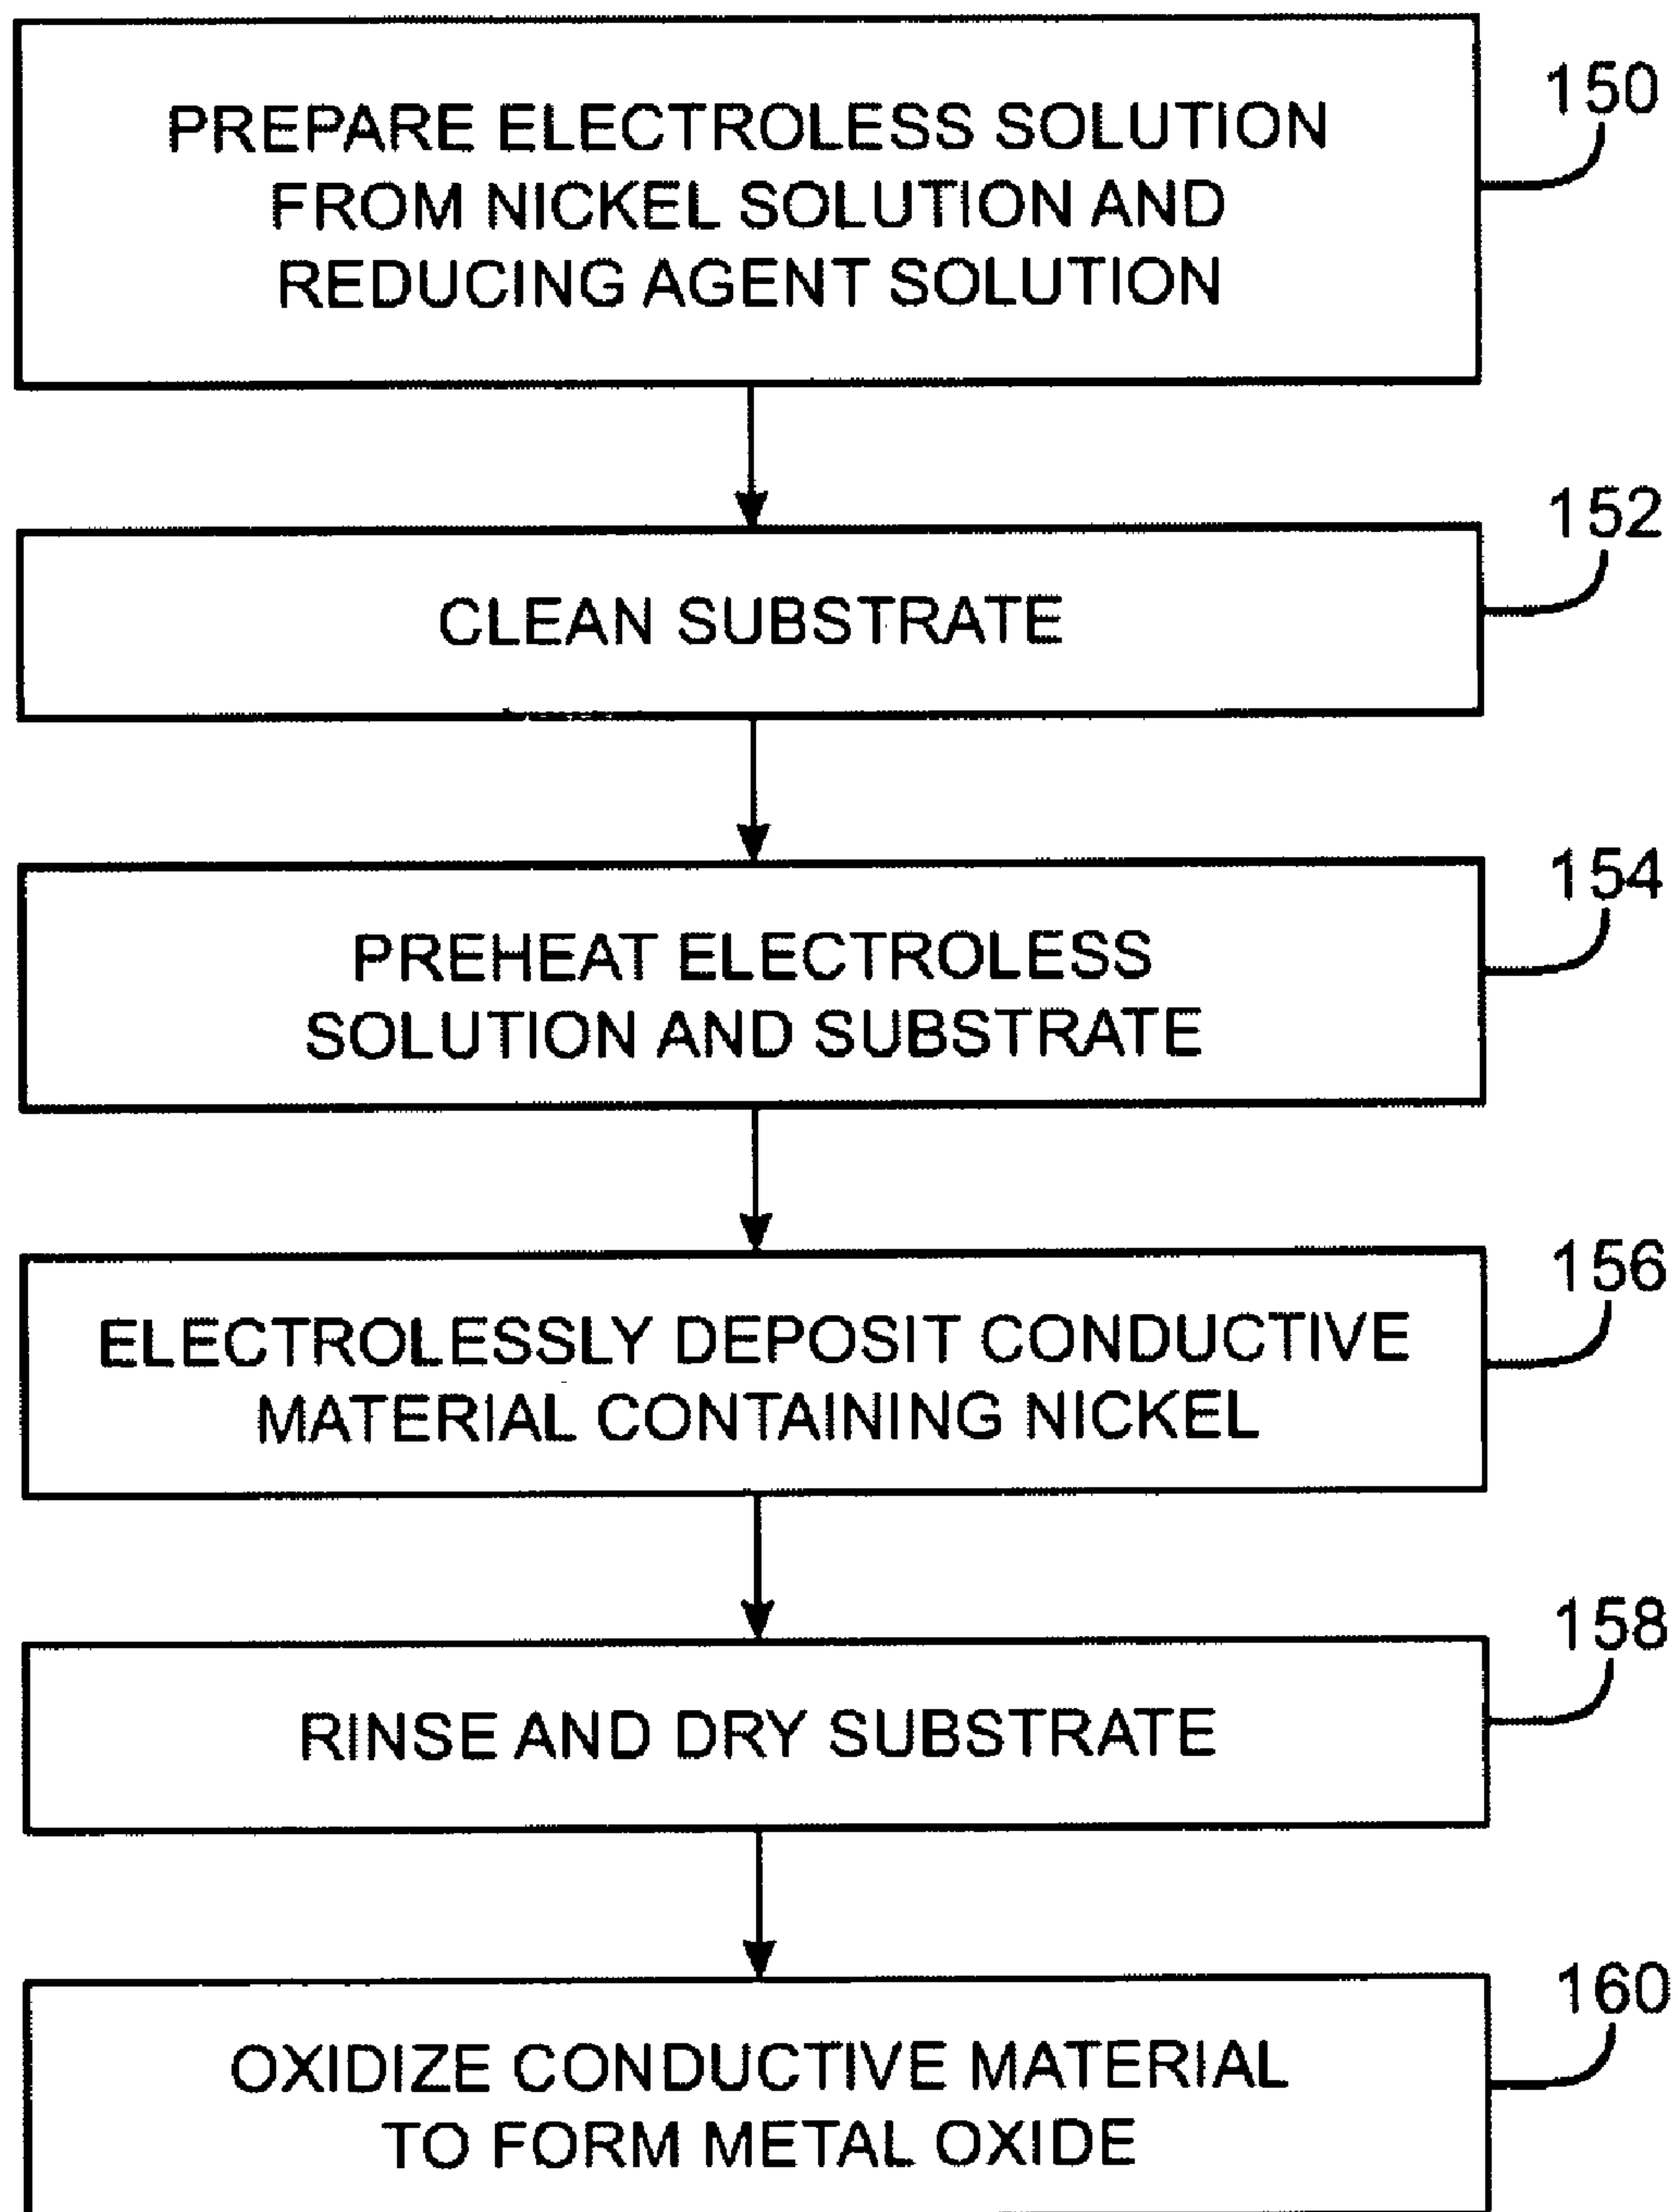 PREPARE ELECTROLESS SOLUTION
FROM NICKEL SOLUTION AND
REDUCING AGENT SOLUTION
150
CLEAN SUBSTRATE
152
PREHEAT ELECTROLESS
SOLUTION AND SUBSTRATE
154
ELECTROLESSLY DEPOSIT CONDUCTIVE
MATERIAL CONTAINING NICKEL
156
RINSE AND DRY SUBSTRATE
158
OXIDIZE CONDUCTIVE MATERIAL
TO FORM METAL OXIDE
160